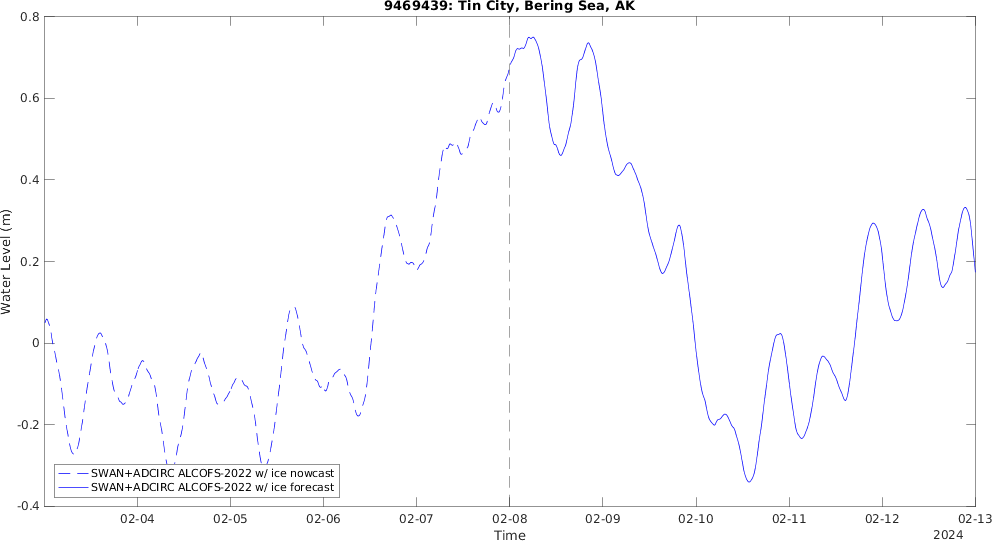 9469439: Tin City, Bering Sea, AK
0.8
0.6
0.4
0.2
0
-0.2
-0.4
Water Level (m)
SWAN+ADCIRC ALCOFS-2022 w/ ice nowcast
SWAN+ADCIRC ALCOFS-2022 w/ ice forecast
02-04 02-05 02-06 02-07 02-08 02-09 02-10 02-11 02-12 02-13
Time
2024